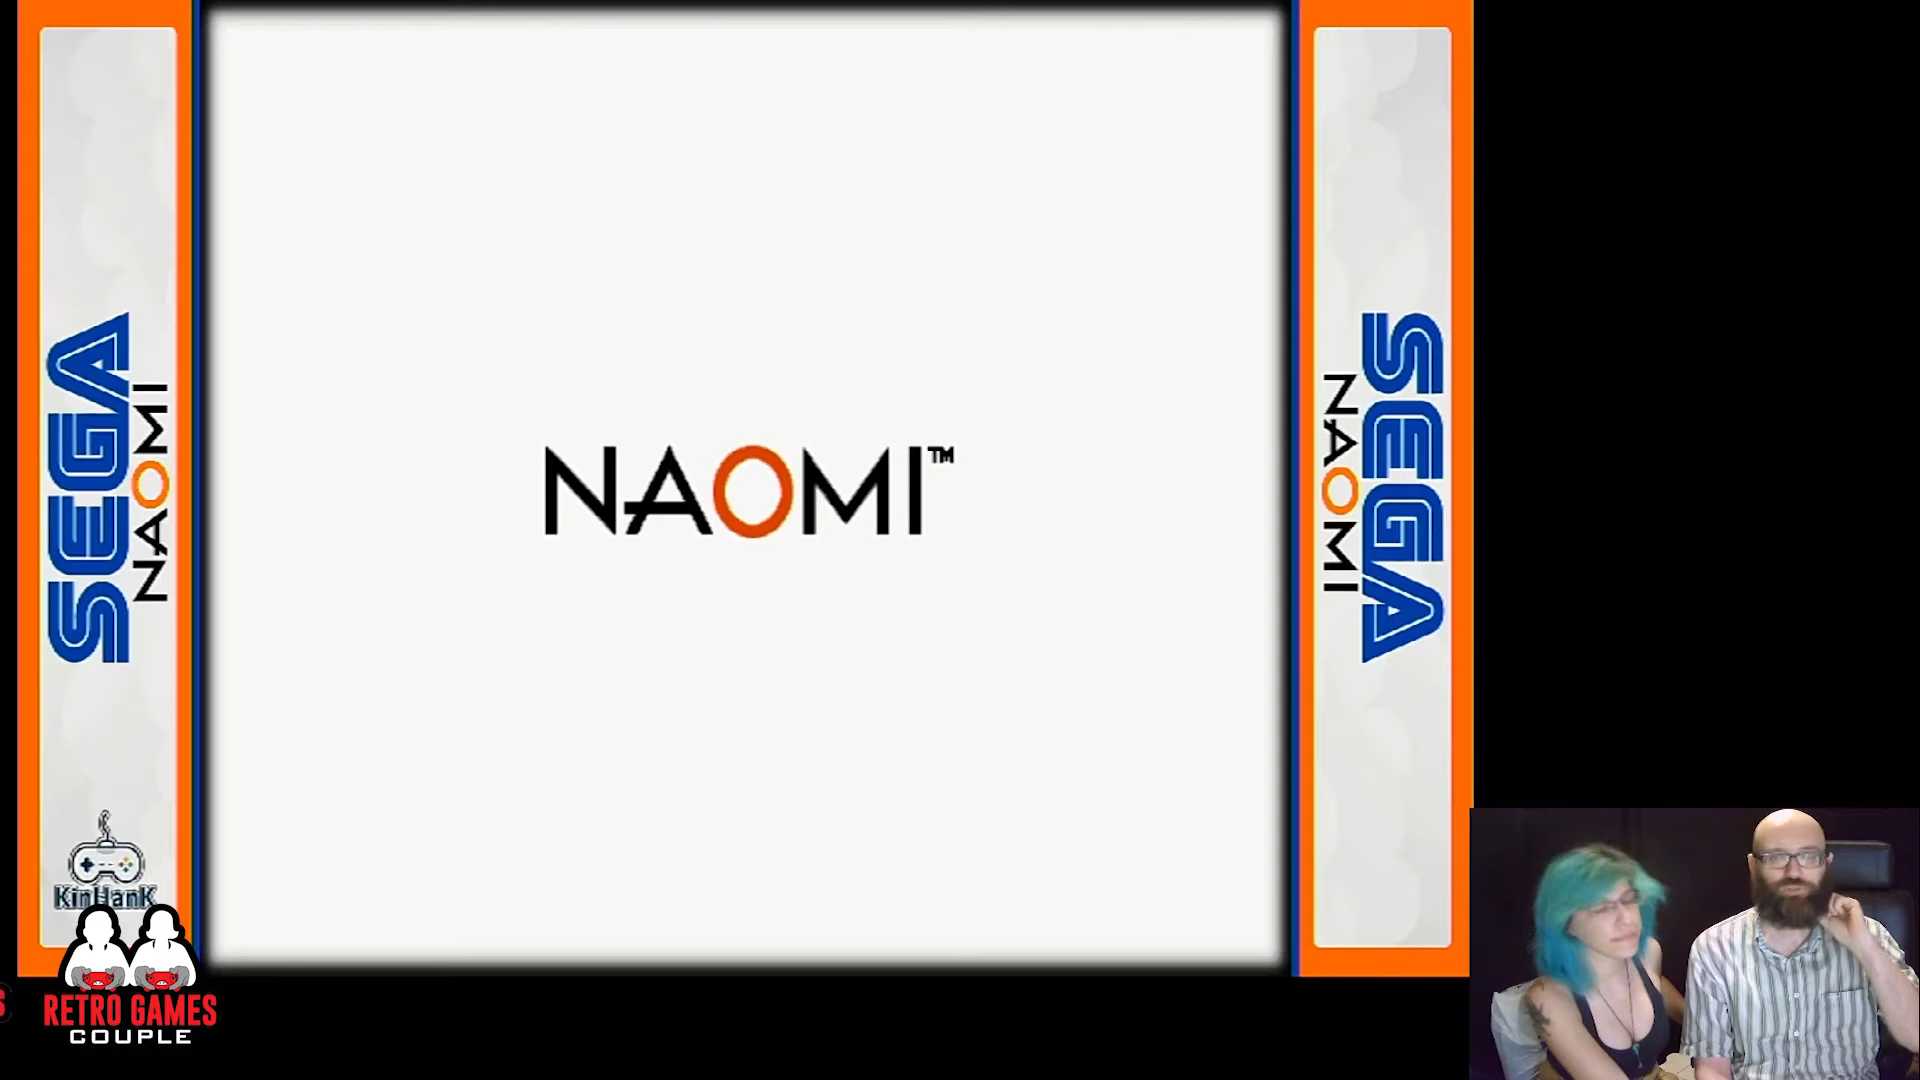 SEGA
NAOMI
NAOMI™
SEGA
NAOMI
KinHanK
S
RETRO GAMES
COUPLE